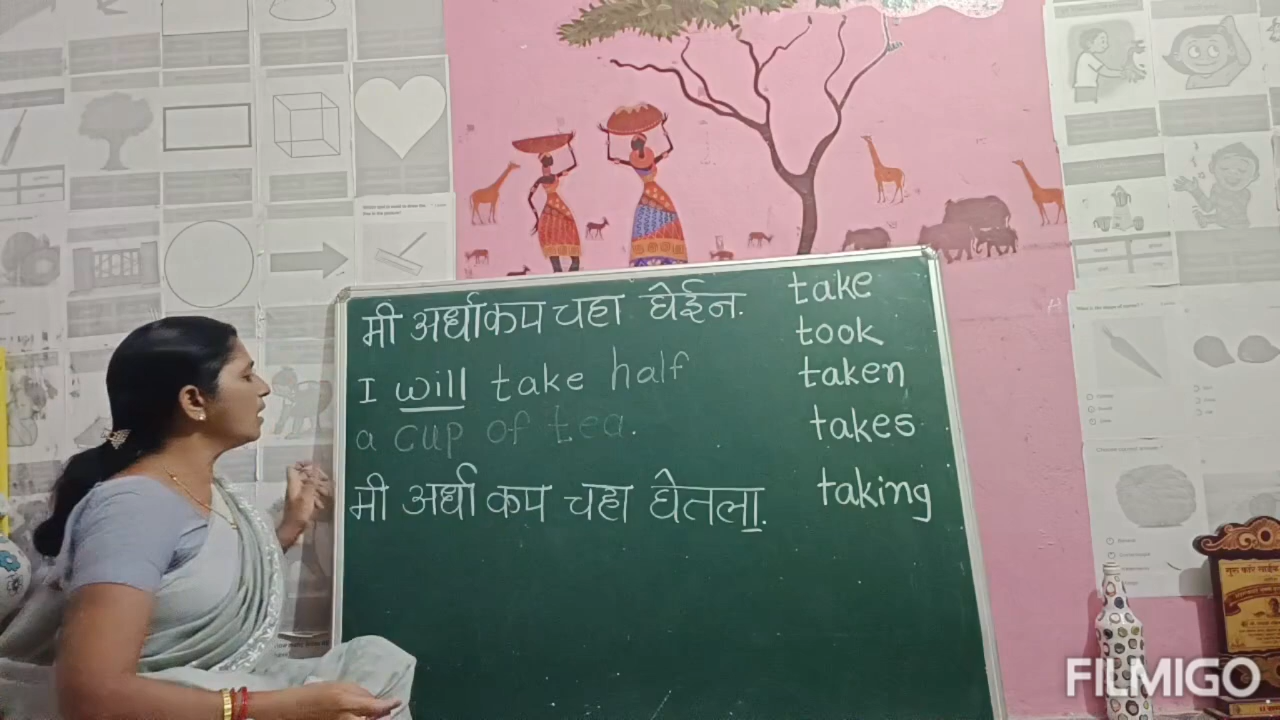 मी अर्धा कप चहा घेईन.
I will take half
a cup of tea.
मी अर्धा कप चहा घेतला.
take
took
taken
takes
taking
FILMIGO